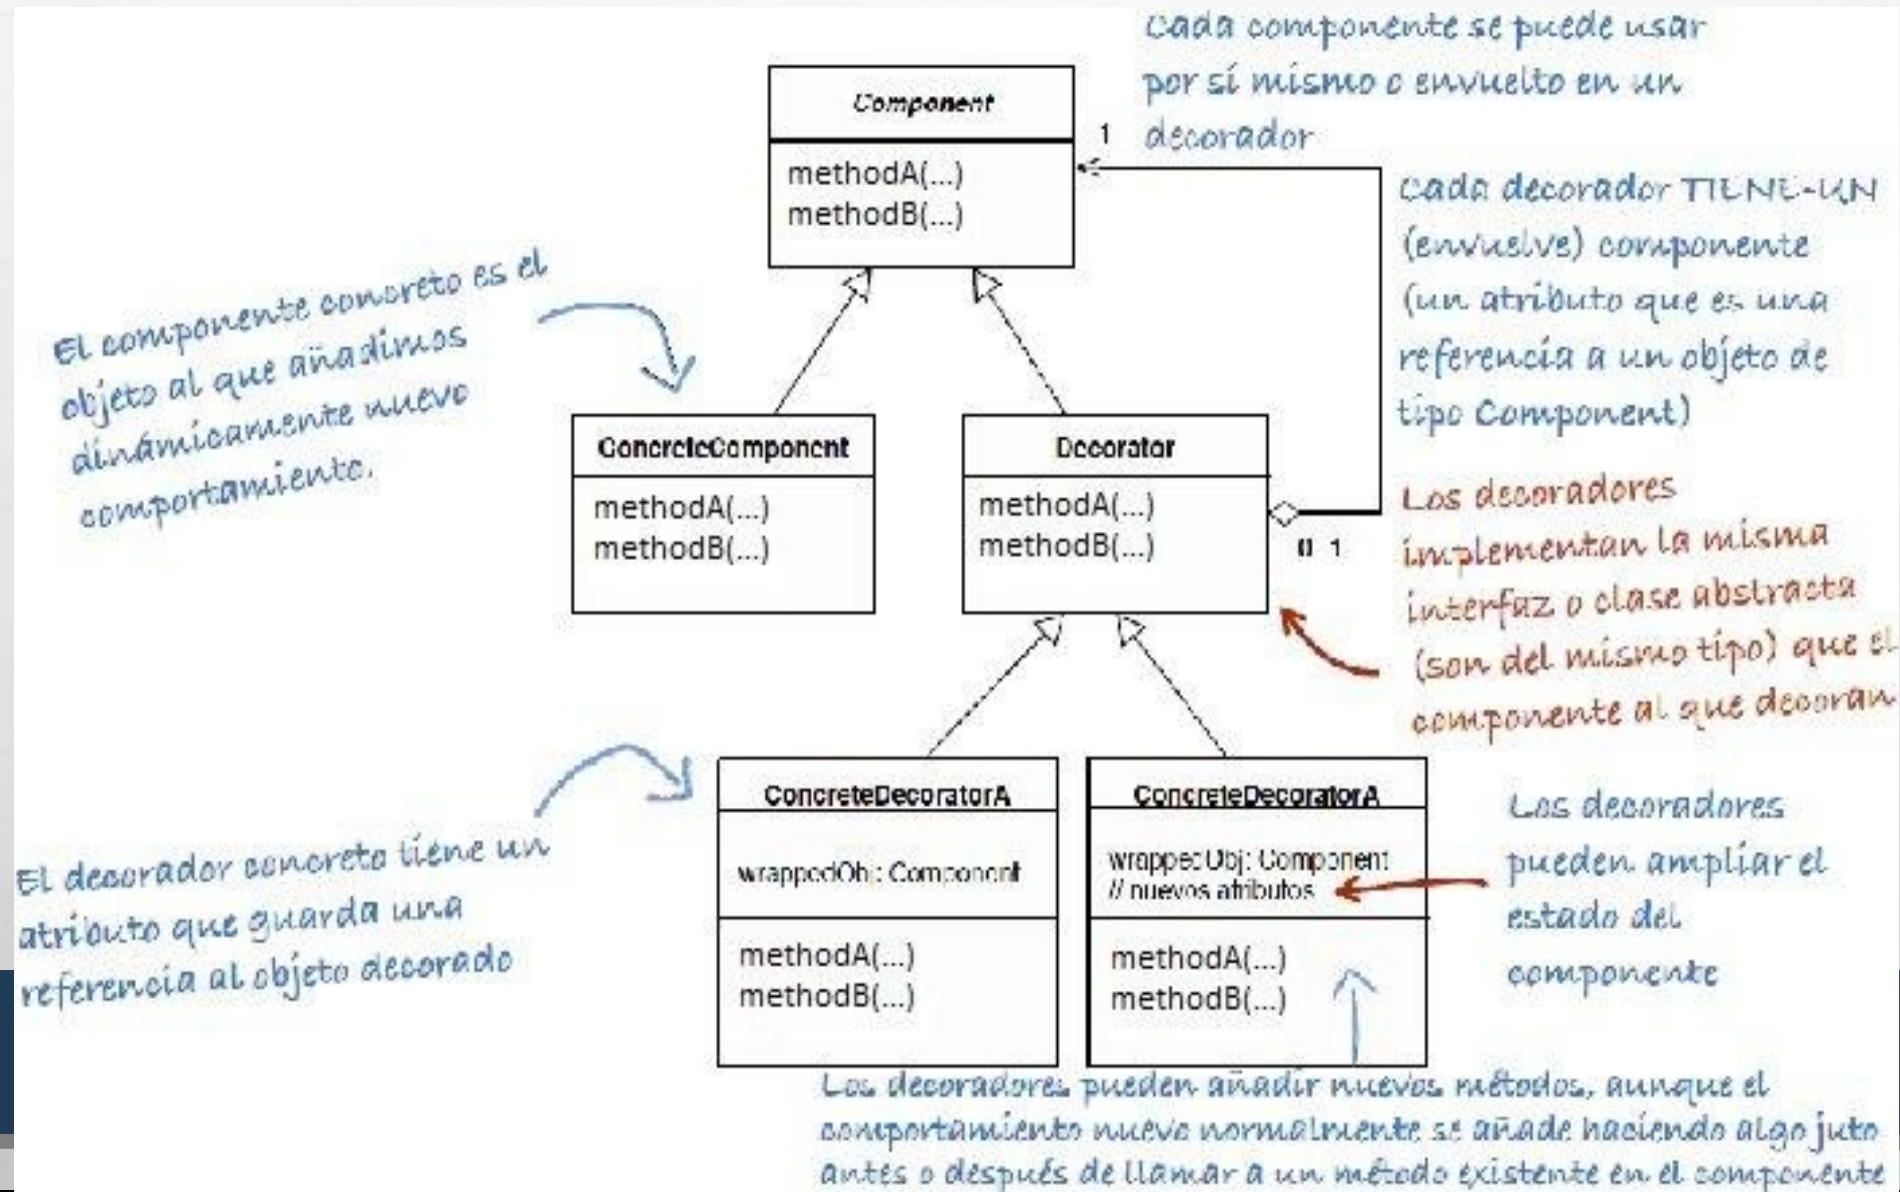 Cada componente se puede usar
por sí mismo o envuelto en un
decorador
Component
methodA(...)
methodB(...)
1
Cada decorador TIENE-UN
(envuelve) componente
(un atributo que es una
referencia a un objeto de
tipo Component)
El componente concreto es el
objeto al que añadimos
dinámicamente nuevo
comportamiento.
ConcreteComponent
methodA(...)
methodB(...)
Decorator
methodA(...)
methodB(...)
0 1
Los decoradores
implementan la misma
interfaz o clase abstracta
(son del mismo tipo) que el
componente al que decoran
ConcreteDecoratorA
wrappedObj: Component
methodA(...)
methodB(...)
ConcreteDecoratorA
wrappedObj: Component
// nuevos atributos
methodA(...)
methodB(...)
Los decoradores
pueden ampliar el
estado del
componente
El decorador concreto tiene un
atributo que guarda una
referencia al objeto decorado
Los decoradores pueden añadir nuevos métodos, aunque el
comportamiento nuevo normalmente se añade haciendo algo juto
antes o después de llamar a un método existente en el componente